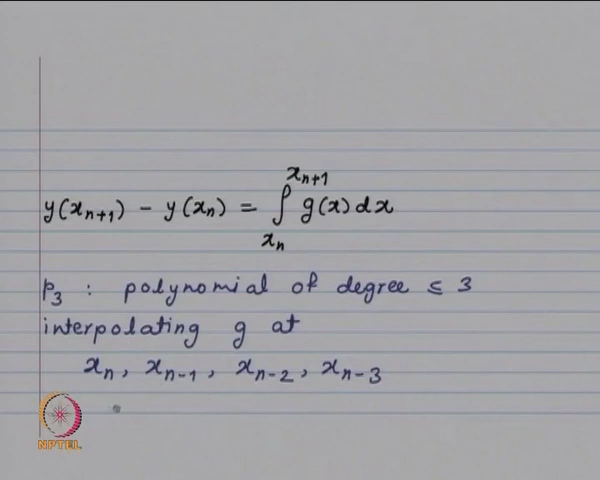 y(xₙ₊₁) − y(xₙ) = ∫ₓₙ^xₙ₊₁ g(x) dx
p₃ : polynomial of degree ≤ 3
interpolating g at
xₙ, xₙ₋₁, xₙ₋₂, xₙ₋₃
NPTEL